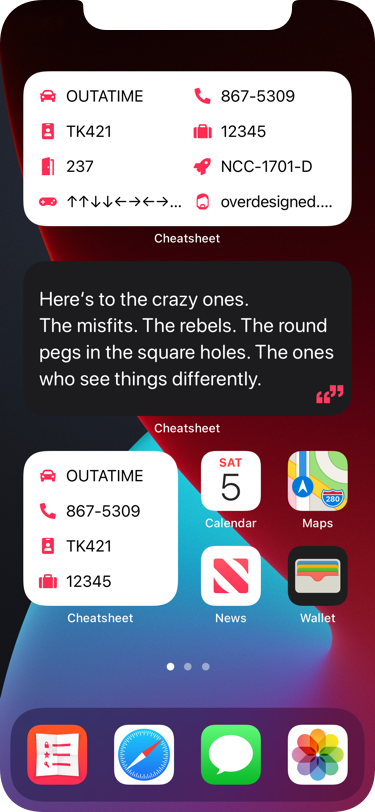 OUTATIME 867-5309
TK421 12345
237 NCC-1701-D
↑↑↓↓←→←→... overdesigned....
Cheatsheet
Here's to the crazy ones.
The misfits. The rebels. The round
pegs in the square holes. The ones
who see things differently.
Cheatsheet
OUTATIME
867-5309
TK421
12345
Cheatsheet
SAT
5
Calendar
280
Maps
News
Wallet